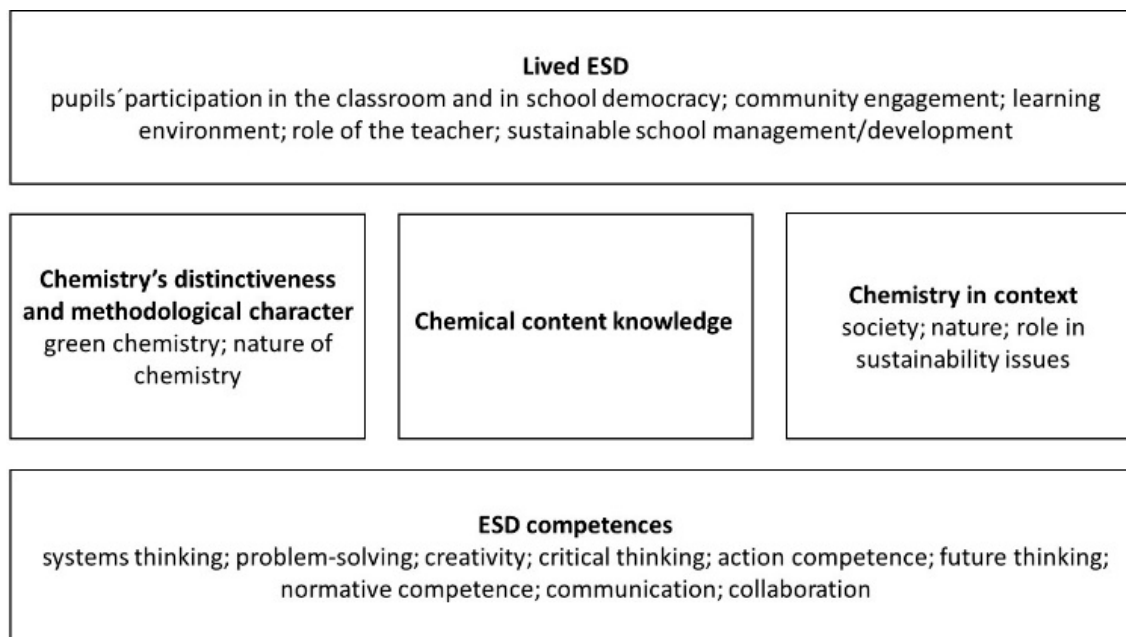 Lived ESD
pupils´participation in the classroom and in school democracy; community engagement; learning
environment; role of the teacher; sustainable school management/development
Chemistry’s distinctiveness
and methodological character
green chemistry; nature of
chemistry
Chemical content knowledge
Chemistry in context
society; nature; role in
sustainability issues
ESD competences
systems thinking; problem-solving; creativity; critical thinking; action competence; future thinking;
normative competence; communication; collaboration